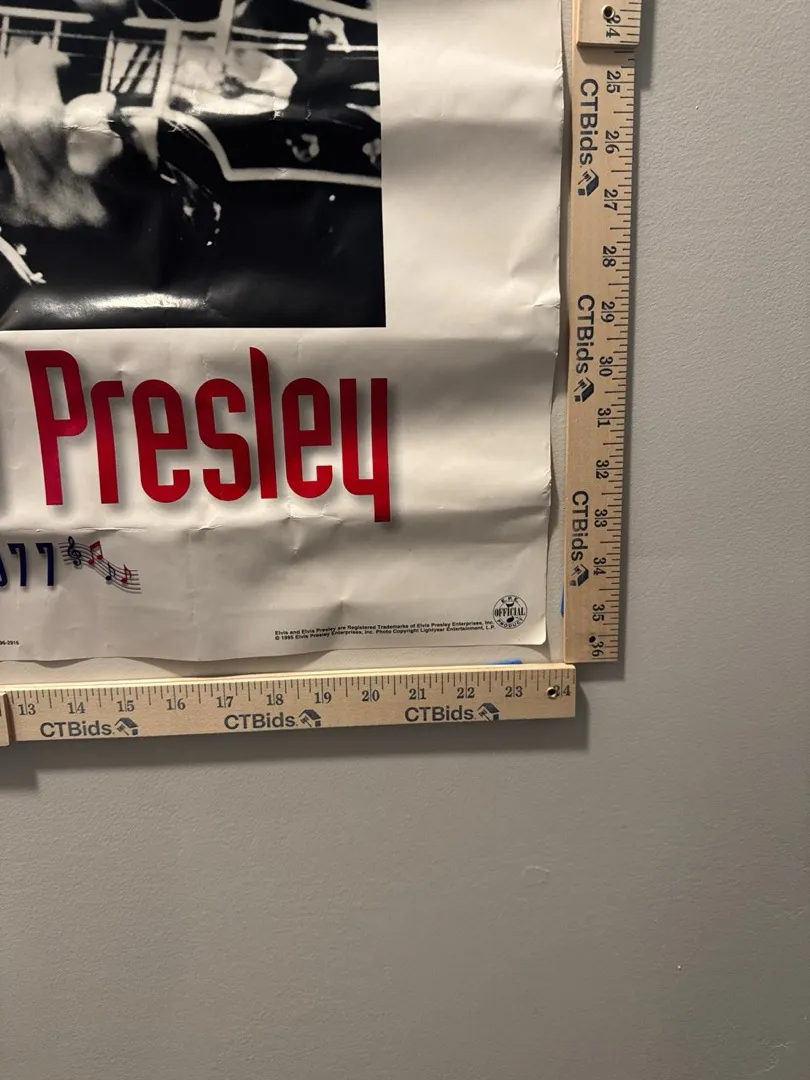 Presley
977
Elvis and Elvis Presley are Registered Trademarks of Elvis Presley Enterprises, Inc.
© 1995 Elvis Presley Enterprises, Inc. Photo Copyright Lightyear Entertainment, L.P.
E.P.E.
OFFICIAL
PRODUCT
24 25 26 27 28 29 30 31 32 33 34 35 36
CTBids
CTBids
CTBids
13 14 15 16 17 18 19 20 21 22 23 24
CTBids
CTBids
CTBids